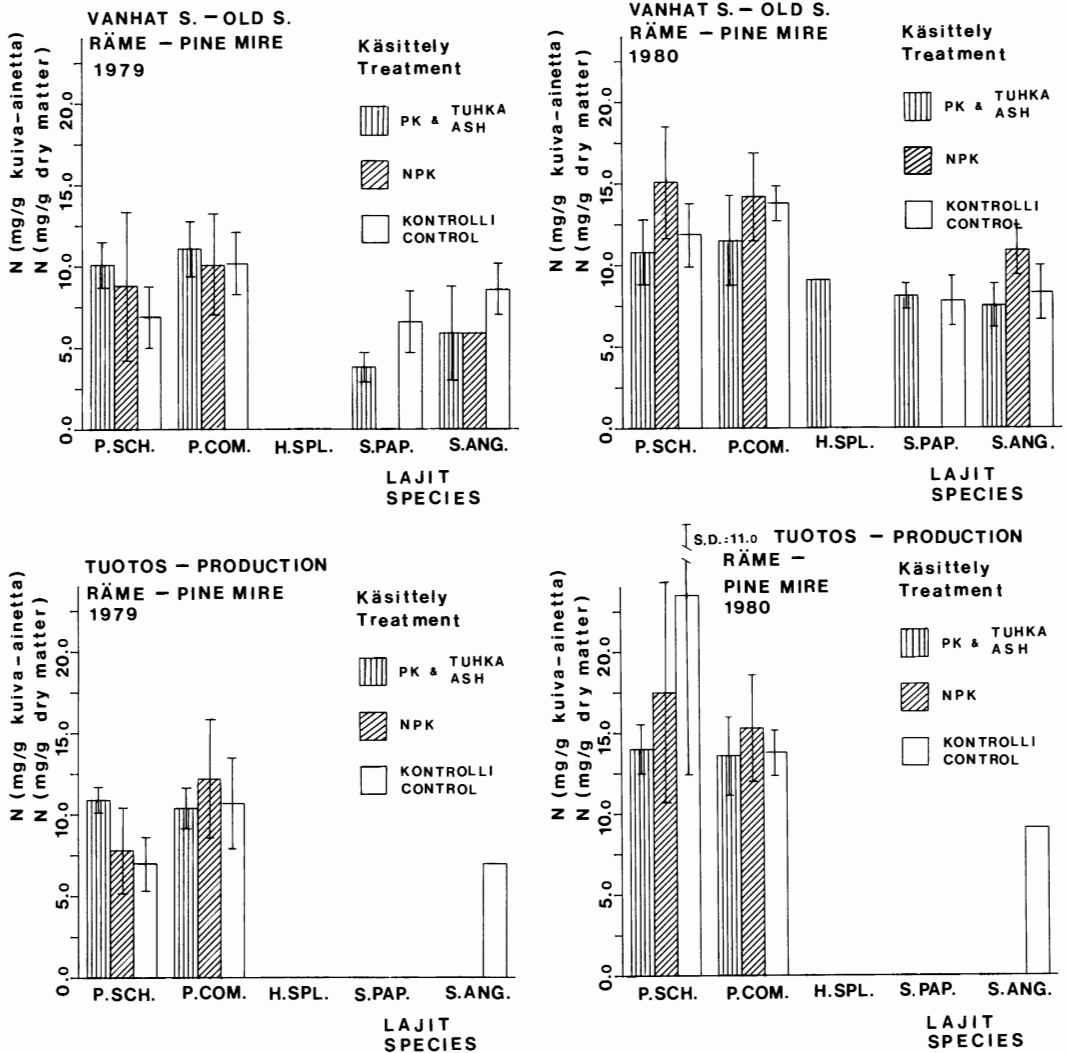 VANHAT S. – OLD S.
RÄME – PINE MIRE
1979
Käsittely
Treatment
PK & TUHKA
ASH
NPK
KONTROLLI
CONTROL
N (mg/g kuiva-ainetta)
N (mg/g dry matter)
20.0
15.0
10.0
5.0
0.0
P.SCH. P.COM. H.SPL. S.PAP. S.ANG.
LAJIT
SPECIES
VANHAT S. – OLD S.
RÄME – PINE MIRE
1980
Käsittely
Treatment
PK & TUHKA
ASH
NPK
KONTROLLI
CONTROL
N (mg/g kuiva-ainetta)
N (mg/g dry matter)
20.0
15.0
10.0
5.0
0.0
P.SCH. P.COM. H.SPL. S.PAP. S.ANG.
LAJIT
SPECIES
TUOTOS – PRODUCTION
RÄME – PINE MIRE
1979
Käsittely
Treatment
PK & TUHKA
ASH
NPK
KONTROLLI
CONTROL
N (mg/g kuiva-ainetta)
N (mg/g dry matter)
20.0
15.0
10.0
5.0
0.0
P.SCH. P.COM. H.SPL. S.PAP. S.ANG.
LAJIT
SPECIES
S.D.:11.0 TUOTOS – PRODUCTION
RÄME –
PINE MIRE
1980
Käsittely
Treatment
PK & TUHKA
ASH
NPK
KONTROLLI
CONTROL
N (mg/g kuiva-ainetta)
N (mg/g dry matter)
20.0
15.0
10.0
5.0
0.0
P.SCH. P.COM. H.SPL. S.PAP. S.ANG.
LAJIT
SPECIES